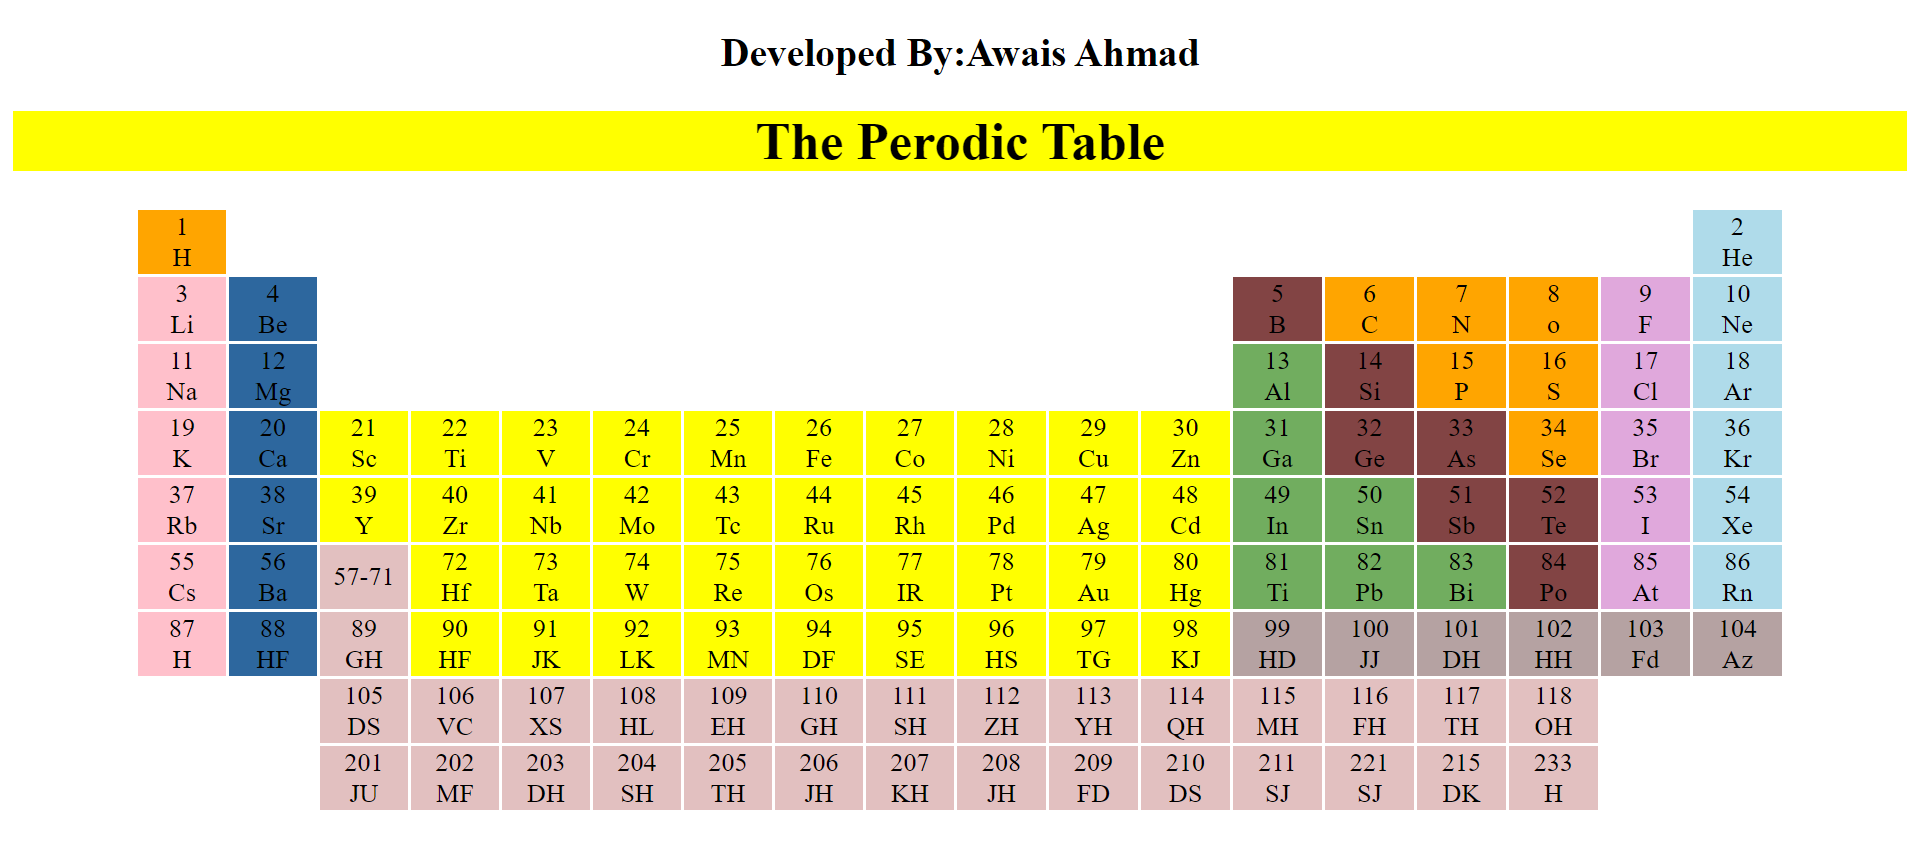 Developed By:Awais Ahmad
The Perodic Table
1 2
H He
3 4 5 6 7 8 9 10
Li Be B C N o F Ne
11 12 13 14 15 16 17 18
Na Mg Al Si P S Cl Ar
19 20 21 22 23 24 25 26 27 28 29 30 31 32 33 34 35 36
K Ca Sc Ti V Cr Mn Fe Co Ni Cu Zn Ga Ge As Se Br Kr
37 38 39 40 41 42 43 44 45 46 47 48 49 50 51 52 53 54
Rb Sr Y Zr Nb Mo Tc Ru Rh Pd Ag Cd In Sn Sb Te I Xe
55 56 57-71 72 73 74 75 76 77 78 79 80 81 82 83 84 85 86
Cs Ba Hf Ta W Re Os IR Pt Au Hg Ti Pb Bi Po At Rn
87 88 89 90 91 92 93 94 95 96 97 98 99 100 101 102 103 104
H HF GH HF JK LK MN DF SE HS TG KJ HD JJ DH HH Fd Az
105 106 107 108 109 110 111 112 113 114 115 116 117 118
DS VC XS HL EH GH SH ZH YH QH MH FH TH OH
201 202 203 204 205 206 207 208 209 210 211 221 215 233
JU MF DH SH TH JH KH JH FD DS SJ SJ DK H